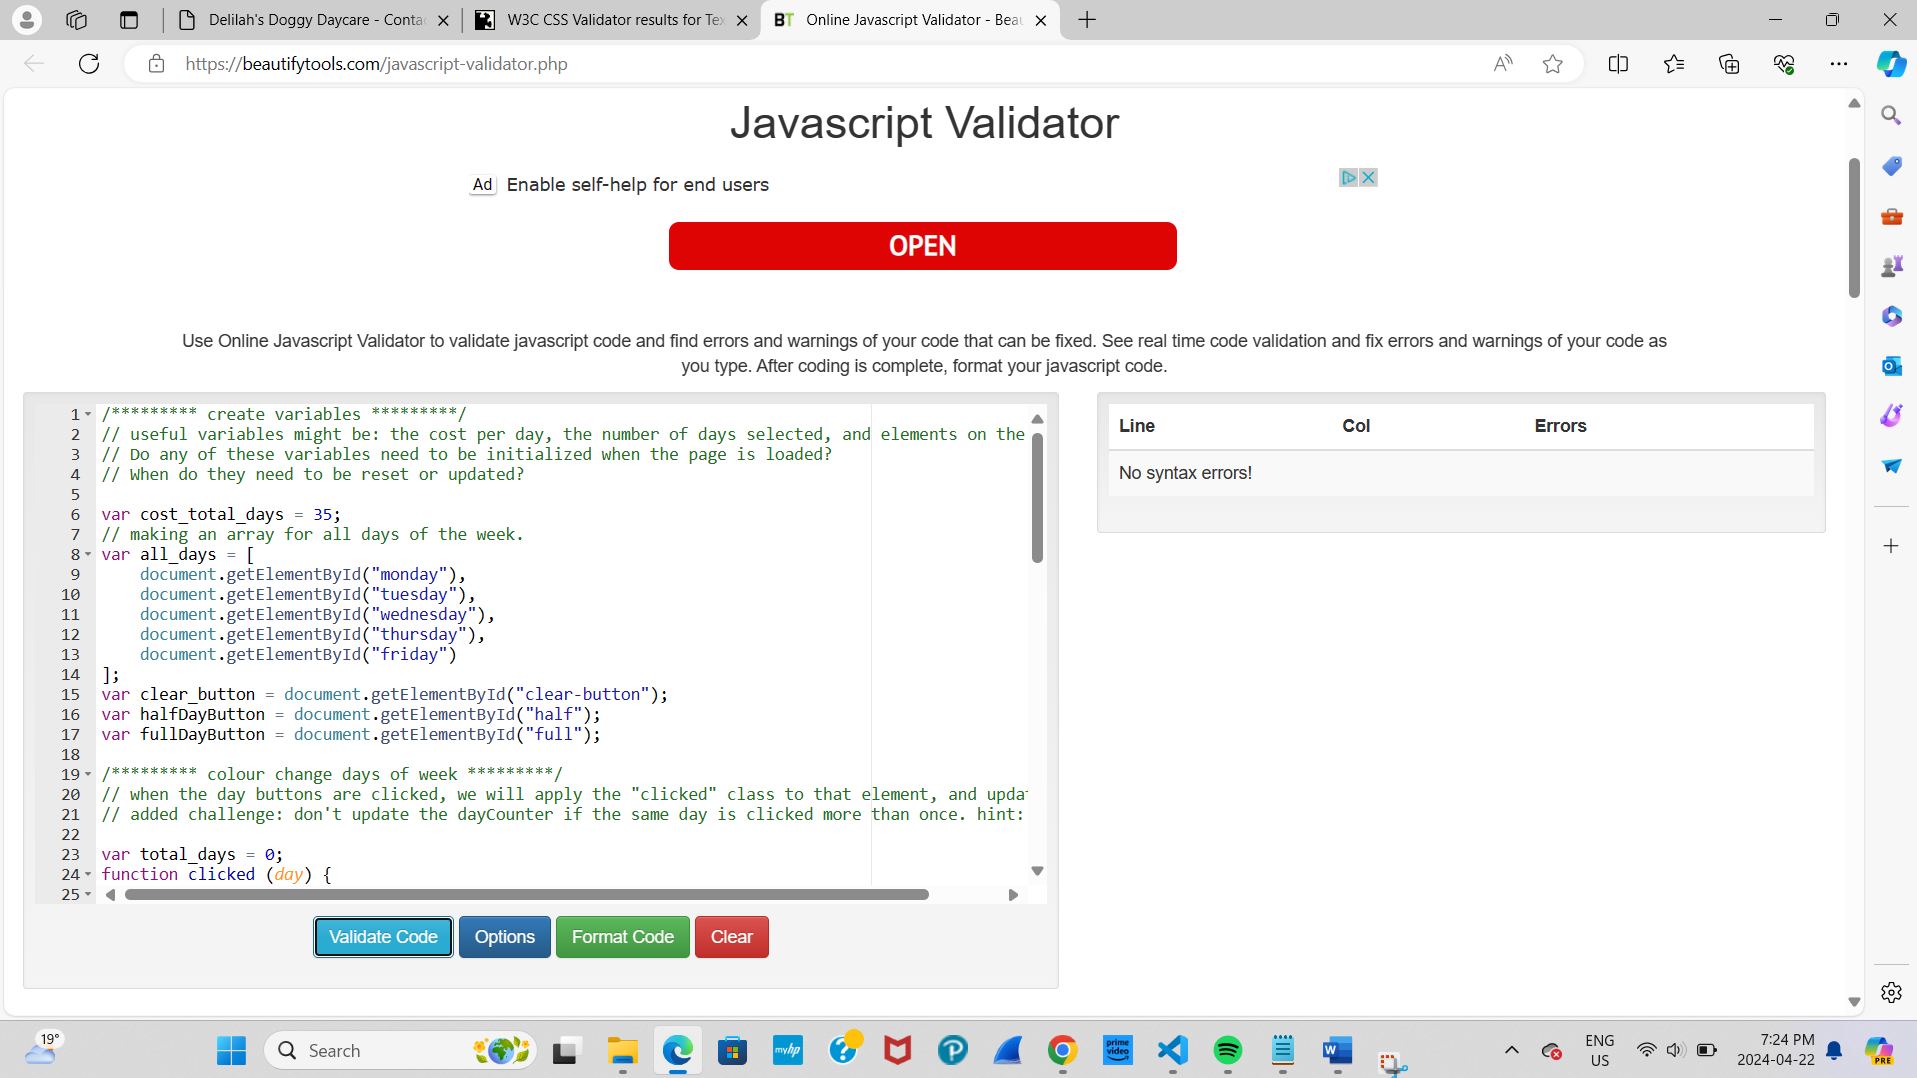 Delilah's Doggy Daycare - Conta
W3C CSS Validator results for Tex
BT Online Javascript Validator - Beau
https://beautifytools.com/javascript-validator.php
Javascript Validator
Ad Enable self-help for end users
OPEN
Use Online Javascript Validator to validate javascript code and find errors and warnings of your code that can be fixed. See real time code validation and fix errors and warnings of your code as
you type. After coding is complete, format your javascript code.
1 /********* create variables *********/
2 // useful variables might be: the cost per day, the number of days selected, and elements on the
3 // Do any of these variables need to be initialized when the page is loaded?
4 // When do they need to be reset or updated?
5
6 var cost_total_days = 35;
7 // making an array for all days of the week.
8 var all_days = [
9 document.getElementById("monday"),
10 document.getElementById("tuesday"),
11 document.getElementById("wednesday"),
12 document.getElementById("thursday"),
13 document.getElementById("friday")
14 ];
15 var clear_button = document.getElementById("clear-button");
16 var halfDayButton = document.getElementById("half");
17 var fullDayButton = document.getElementById("full");
18
19 /********* colour change days of week *********/
20 // when the day buttons are clicked, we will apply the "clicked" class to that element, and updat
21 // added challenge: don't update the dayCounter if the same day is clicked more than once. hint:
22
23 var total_days = 0;
24 function clicked (day) {
25
Validate Code Options Format Code Clear
Line Col Errors
No syntax errors!
19°
Search
myhp
prime video
ENG
US
7:24 PM
2024-04-22
PRE